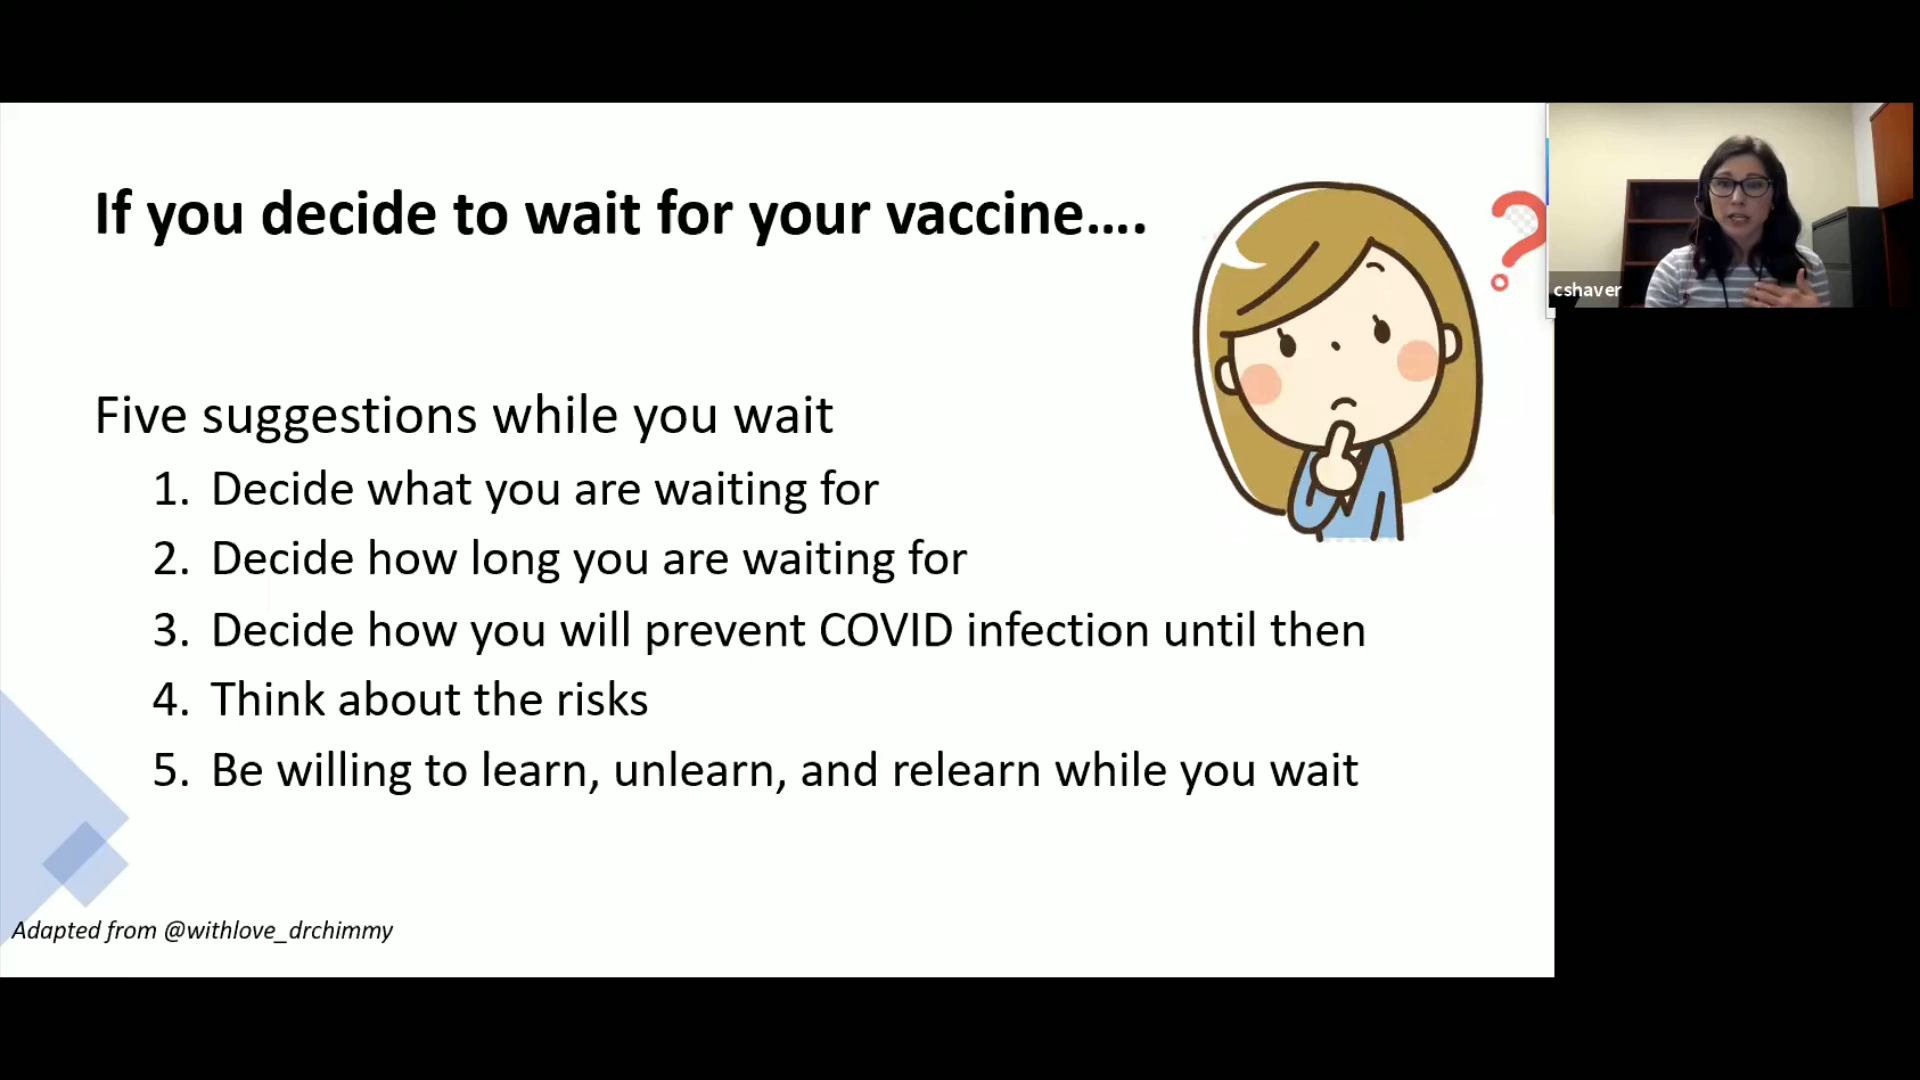 If you decide to wait for your vaccine....
?
cshaver
Five suggestions while you wait
1. Decide what you are waiting for
2. Decide how long you are waiting for
3. Decide how you will prevent COVID infection until then
4. Think about the risks
5. Be willing to learn, unlearn, and relearn while you wait
Adapted from @withlove_drchimmy